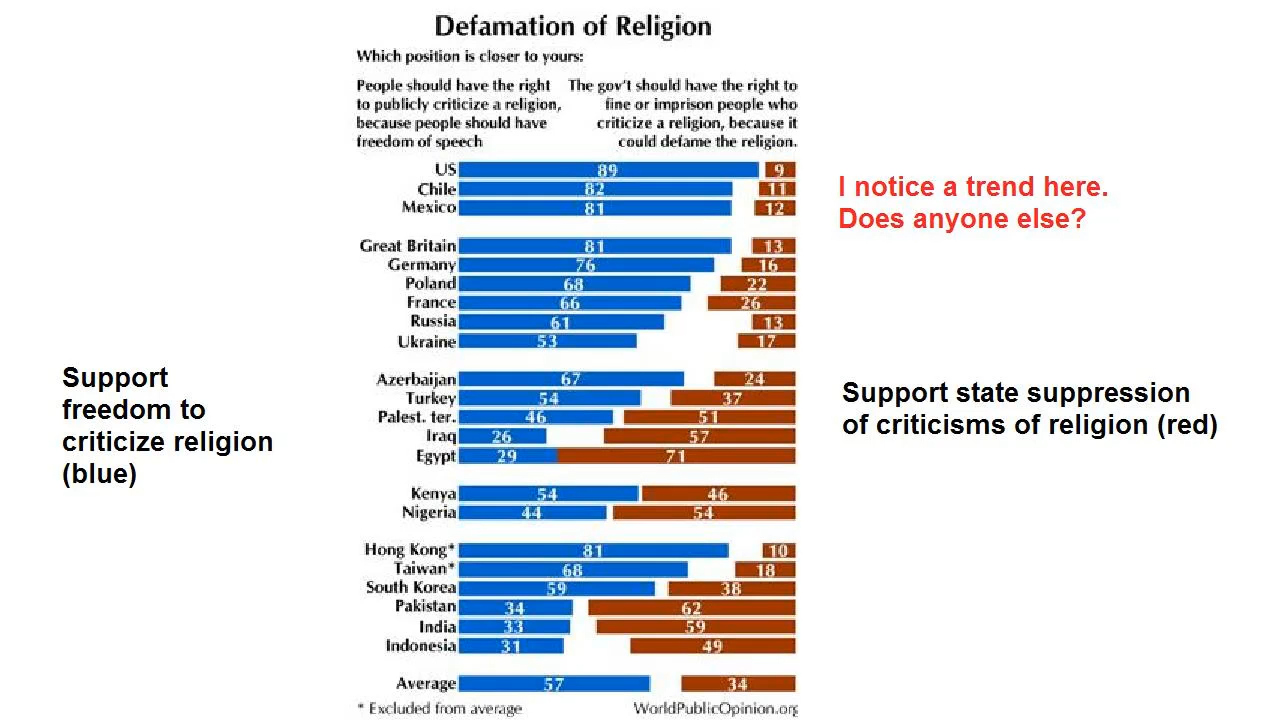 Defamation of Religion
Which position is closer to yours:
People should have the right
to publicly criticize a religion,
because people should have
freedom of speech
The gov't should have the right to
fine or imprison people who
criticize a religion, because it
could defame the religion.
US 89 9
Chile 82 11
Mexico 81 12
I notice a trend here.
Does anyone else?
Great Britain 81 13
Germany 76 16
Poland 68 22
France 66 26
Russia 61 13
Ukraine 53 17
Support
freedom to
criticize religion
(blue)
Azerbaijan 67 24
Turkey 54 37
Palest. ter. 46 51
Iraq 26 57
Egypt 29 71
Support state suppression
of criticisms of religion (red)
Kenya 54 46
Nigeria 44 54
Hong Kong* 81 10
Taiwan* 68 18
South Korea 59 38
Pakistan 34 62
India 33 59
Indonesia 31 49
Average 57 34
* Excluded from average
WorldPublicOpinion.org